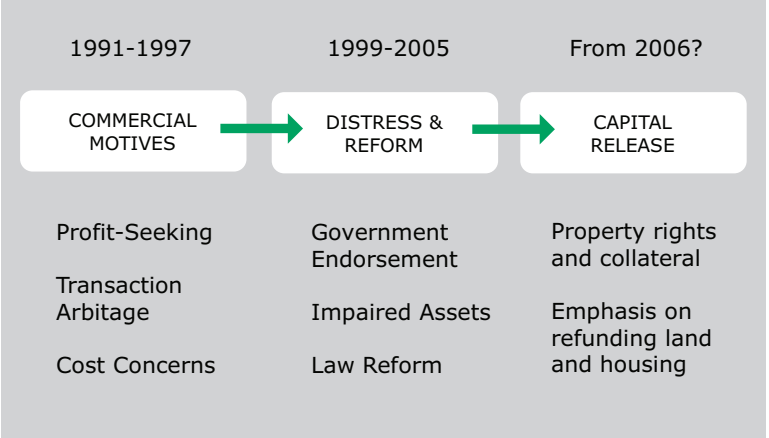 1991-1997
1999-2005
From 2006?
COMMERCIAL
MOTIVES
DISTRESS &
REFORM
CAPITAL
RELEASE
Profit-Seeking
Transaction
Arbitage
Cost Concerns
Government
Endorsement
Impaired Assets
Law Reform
Property rights
and collateral
Emphasis on
refunding land
and housing